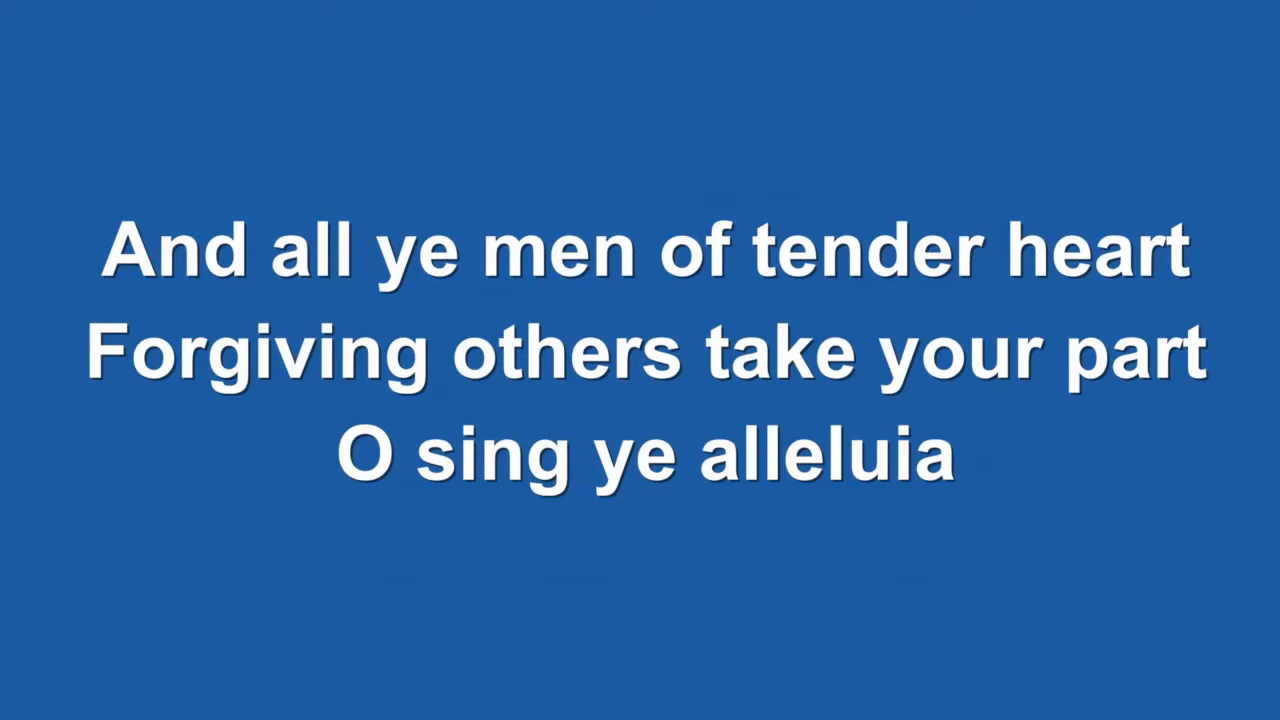 And all ye men of tender heart
Forgiving others take your part
O sing ye alleluia